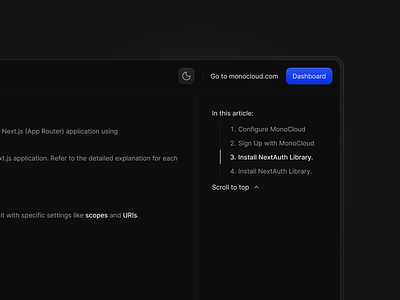 Go to monocloud.com
Dashboard
In this article:
1. Configure MonoCloud
2. Sign Up with MonoCloud
3. Install NextAuth Library.
4. Install NextAuth Library.
Scroll to top
Next.js (App Router) application using
xt.js application. Refer to the detailed explanation for each
it with specific settings like scopes and URIs.